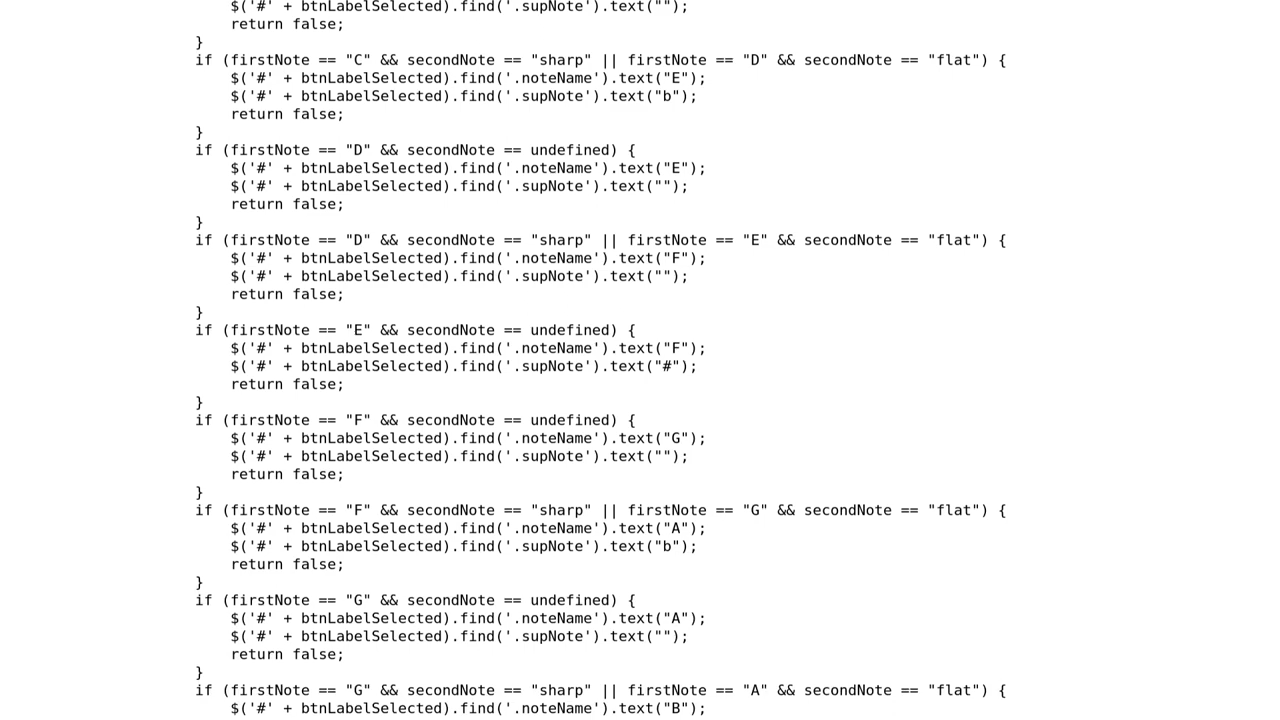 $('#' + btnLabelSelected).find('.supNote').text("");
return false;
}
if (firstNote == "C" && secondNote == "sharp" || firstNote == "D" && secondNote == "flat") {
$('#' + btnLabelSelected).find('.noteName').text("E");
$('#' + btnLabelSelected).find('.supNote').text("b");
return false;
}
if (firstNote == "D" && secondNote == undefined) {
$('#' + btnLabelSelected).find('.noteName').text("E");
$('#' + btnLabelSelected).find('.supNote').text("");
return false;
}
if (firstNote == "D" && secondNote == "sharp" || firstNote == "E" && secondNote == "flat") {
$('#' + btnLabelSelected).find('.noteName').text("F");
$('#' + btnLabelSelected).find('.supNote').text("");
return false;
}
if (firstNote == "E" && secondNote == undefined) {
$('#' + btnLabelSelected).find('.noteName').text("F");
$('#' + btnLabelSelected).find('.supNote').text("#");
return false;
}
if (firstNote == "F" && secondNote == undefined) {
$('#' + btnLabelSelected).find('.noteName').text("G");
$('#' + btnLabelSelected).find('.supNote').text("");
return false;
}
if (firstNote == "F" && secondNote == "sharp" || firstNote == "G" && secondNote == "flat") {
$('#' + btnLabelSelected).find('.noteName').text("A");
$('#' + btnLabelSelected).find('.supNote').text("b");
return false;
}
if (firstNote == "G" && secondNote == undefined) {
$('#' + btnLabelSelected).find('.noteName').text("A");
$('#' + btnLabelSelected).find('.supNote').text("");
return false;
}
if (firstNote == "G" && secondNote == "sharp" || firstNote == "A" && secondNote == "flat") {
$('#' + btnLabelSelected).find('.noteName').text("B");